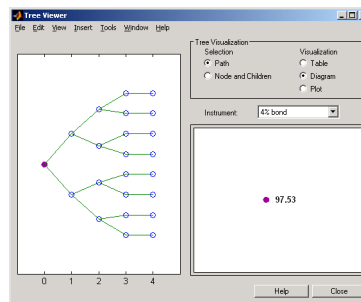 Tree Viewer
File Edit View Insert Tools Window Help
Tree Visualization
Selection
Visualization
Path
Table
Node and Children
Diagram
Plot
Instrument: 4% bond
97.53
0 1 2 3 4
Help Close